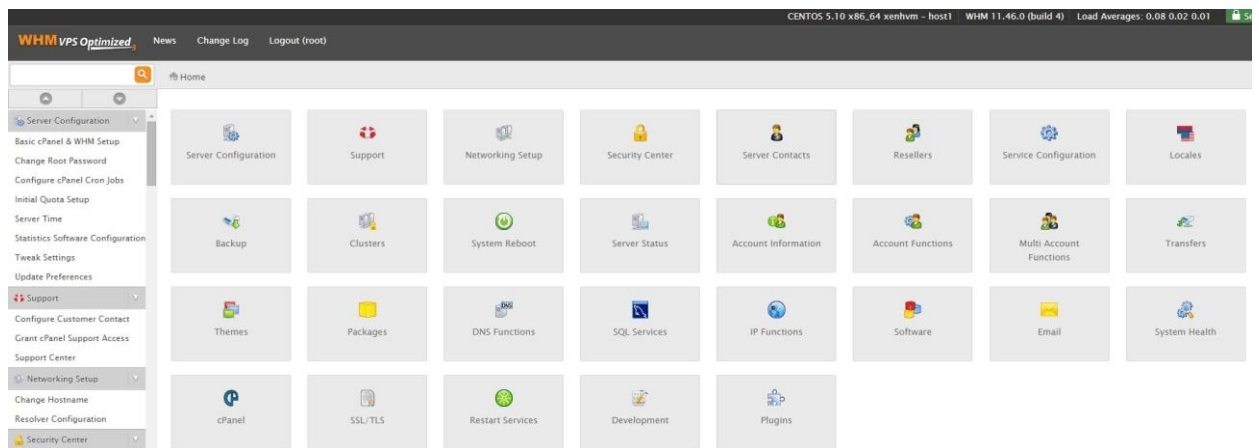 CENTOS 5.10 x86_64 xenhvm – host1 WHM 11.46.0 (build 4) Load Averages: 0.08 0.02 0.01
WHM VPS Optimized News Change Log Logout (root)
Home
Server Configuration
Basic cPanel & WHM Setup
Change Root Password
Configure cPanel Cron Jobs
Initial Quota Setup
Server Time
Statistics Software Configuration
Tweak Settings
Update Preferences
Support
Configure Customer Contact
Grant cPanel Support Access
Support Center
Networking Setup
Change Hostname
Resolver Configuration
Security Center
Server Configuration Support Networking Setup Security Center Server Contacts Resellers Service Configuration Locales
Backup Clusters System Reboot Server Status Account Information Account Functions Multi Account Transfers
Functions
DNS
Themes Packages DNS Functions SQL Services IP Functions Software Email System Health
cPanel SSL/TLS Restart Services Development Plugins